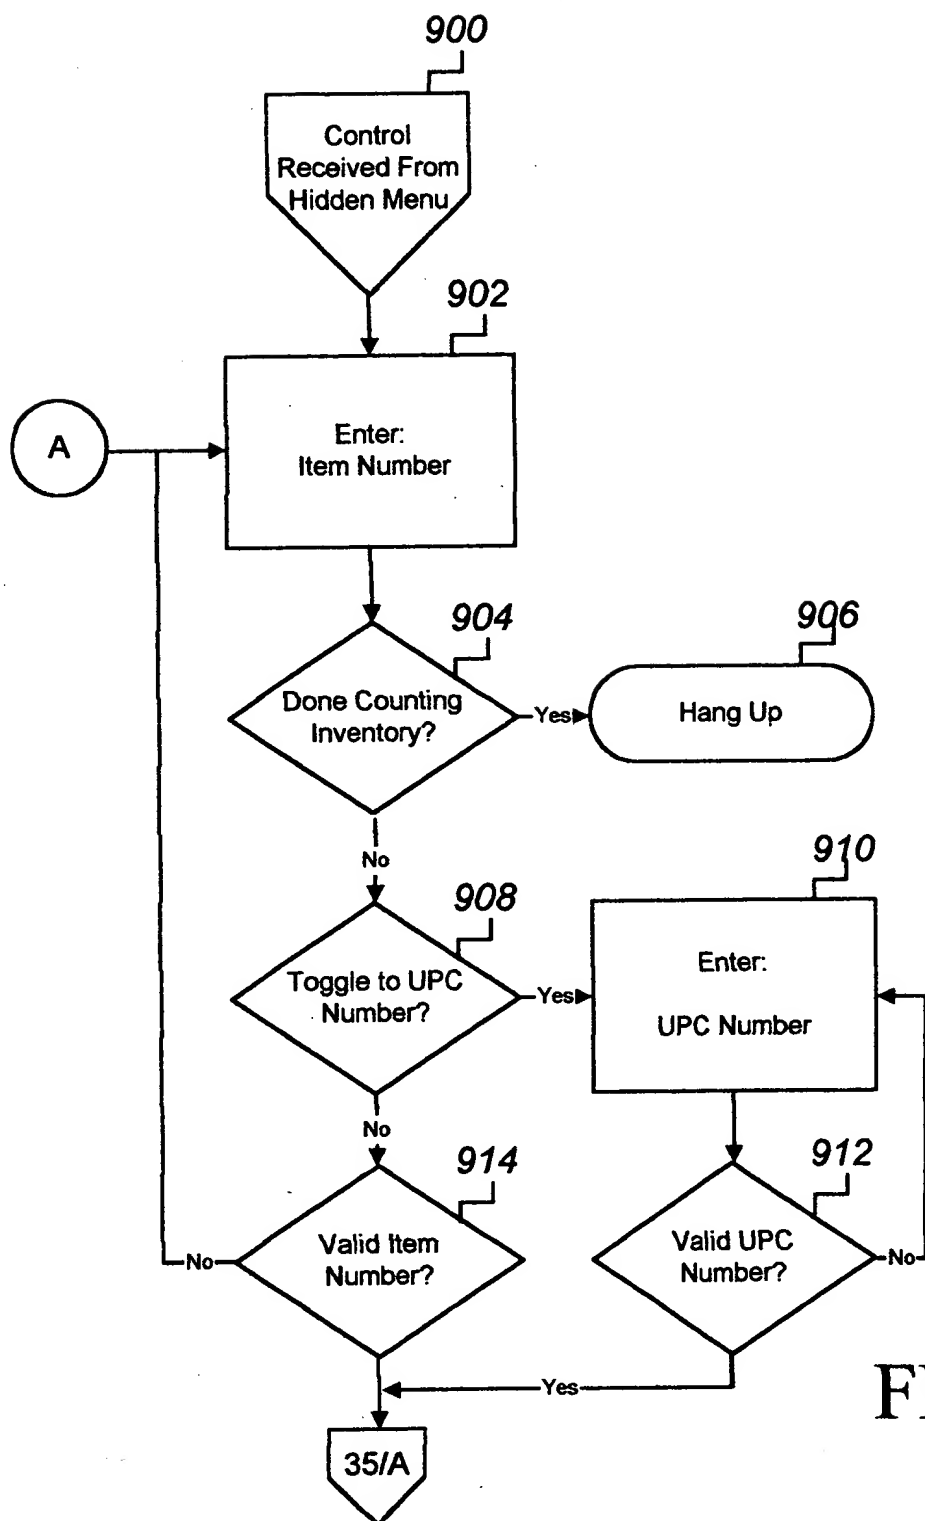 900
Control
Received From
Hidden Menu
902
A
Enter:
Item Number
904
Done Counting
Inventory?
Yes
906
Hang Up
No
908
Toggle to UPC
Number?
Yes
910
Enter:
UPC Number
No
914
Valid Item
Number?
No
912
Valid UPC
Number?
No
Yes
35/A